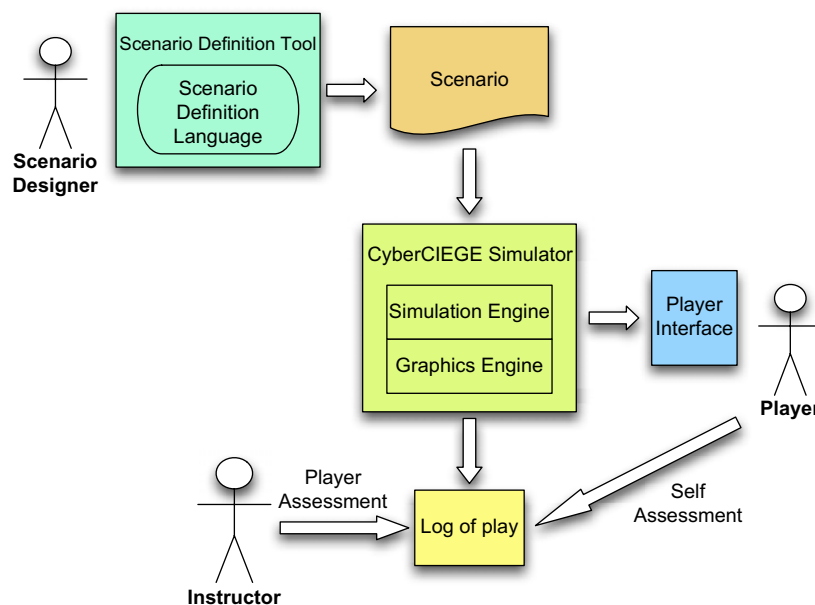 Scenario Definition Tool
Scenario
Definition
Language
Scenario
Designer
Scenario
CyberCIEGE Simulator
Simulation Engine
Graphics Engine
Player
Interface
Player
Player
Assessment
Log of play
Self
Assessment
Instructor